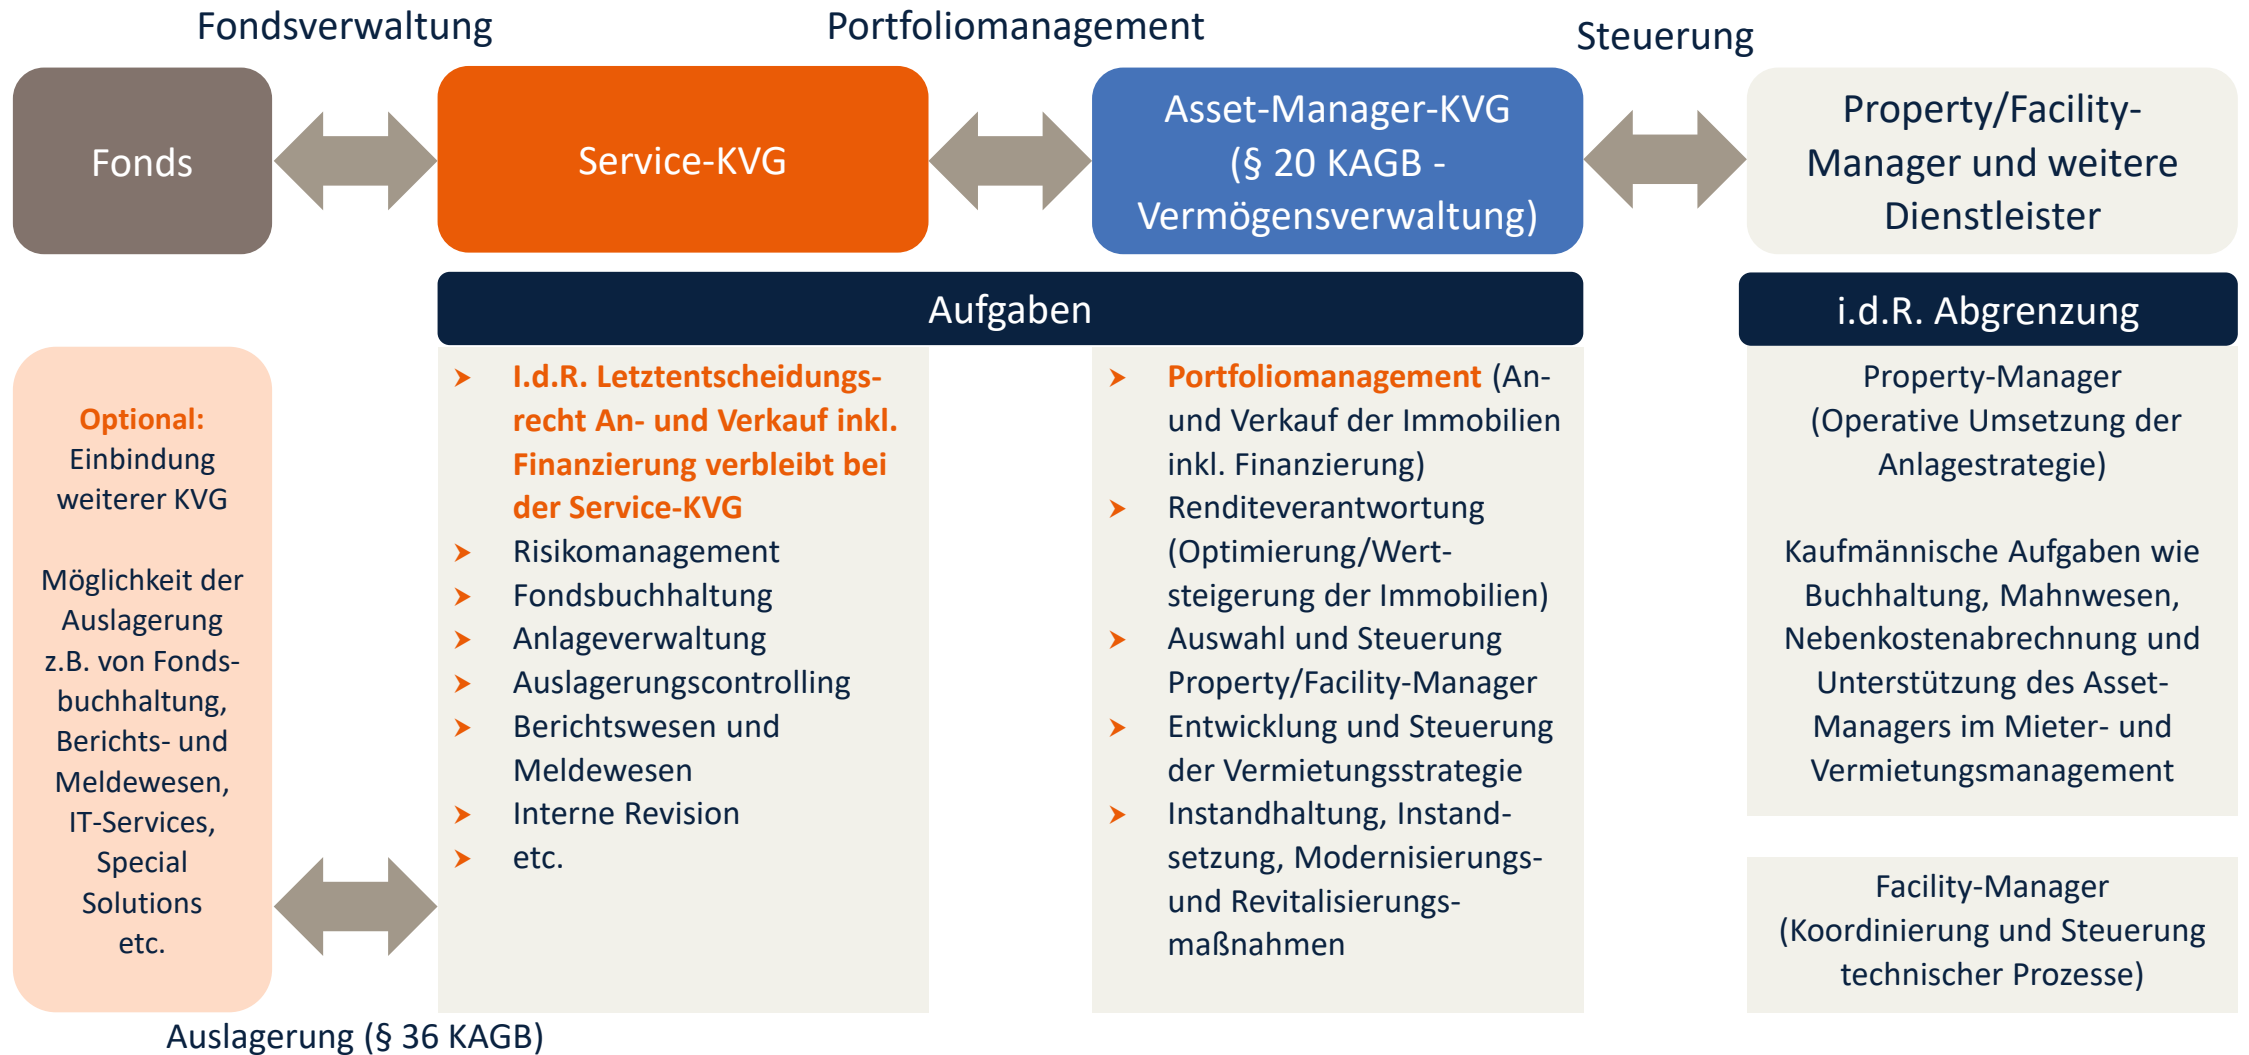 Fondsverwaltung
Portfoliomanagement
Steuerung
Fonds
Service-KVG
Asset-Manager-KVG
(§ 20 KAGB -
Vermögensverwaltung)
Property/Facility-
Manager und weitere
Dienstleister
Aufgaben
i.d.R. Abgrenzung
Optional:
Einbindung
weiterer KVG
Möglichkeit der
Auslagerung
z.B. von Fonds-
buchhaltung,
Berichts- und
Meldewesen,
IT-Services,
Special
Solutions
etc.
Auslagerung (§ 36 KAGB)
➤ I.d.R. Letztentscheidungs-
recht An- und Verkauf inkl.
Finanzierung verbleibt bei
der Service-KVG
➤ Risikomanagement
➤ Fondsbuchhaltung
➤ Anlageverwaltung
➤ Auslagerungscontrolling
➤ Berichtswesen und
Meldewesen
➤ Interne Revision
➤ etc.
➤ Portfoliomanagement (An-
und Verkauf der Immobilien
inkl. Finanzierung)
➤ Renditeverantwortung
(Optimierung/Wert-
steigerung der Immobilien)
➤ Auswahl und Steuerung
Property/Facility-Manager
➤ Entwicklung und Steuerung
der Vermietungsstrategie
➤ Instandhaltung, Instand-
setzung, Modernisierungs-
und Revitalisierungs-
maßnahmen
Property-Manager
(Operative Umsetzung der
Anlagestrategie)
Kaufmännische Aufgaben wie
Buchhaltung, Mahnwesen,
Nebenkostenabrechnung und
Unterstützung des Asset-
Managers im Mieter- und
Vermietungsmanagement
Facility-Manager
(Koordinierung und Steuerung
technischer Prozesse)